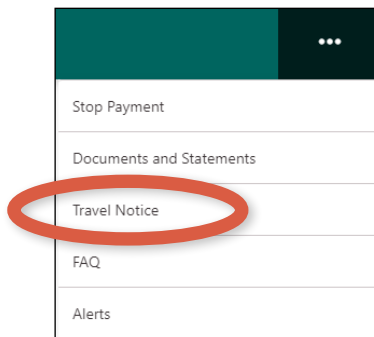 Stop Payment
Documents and Statements
Travel Notice
FAQ
Alerts